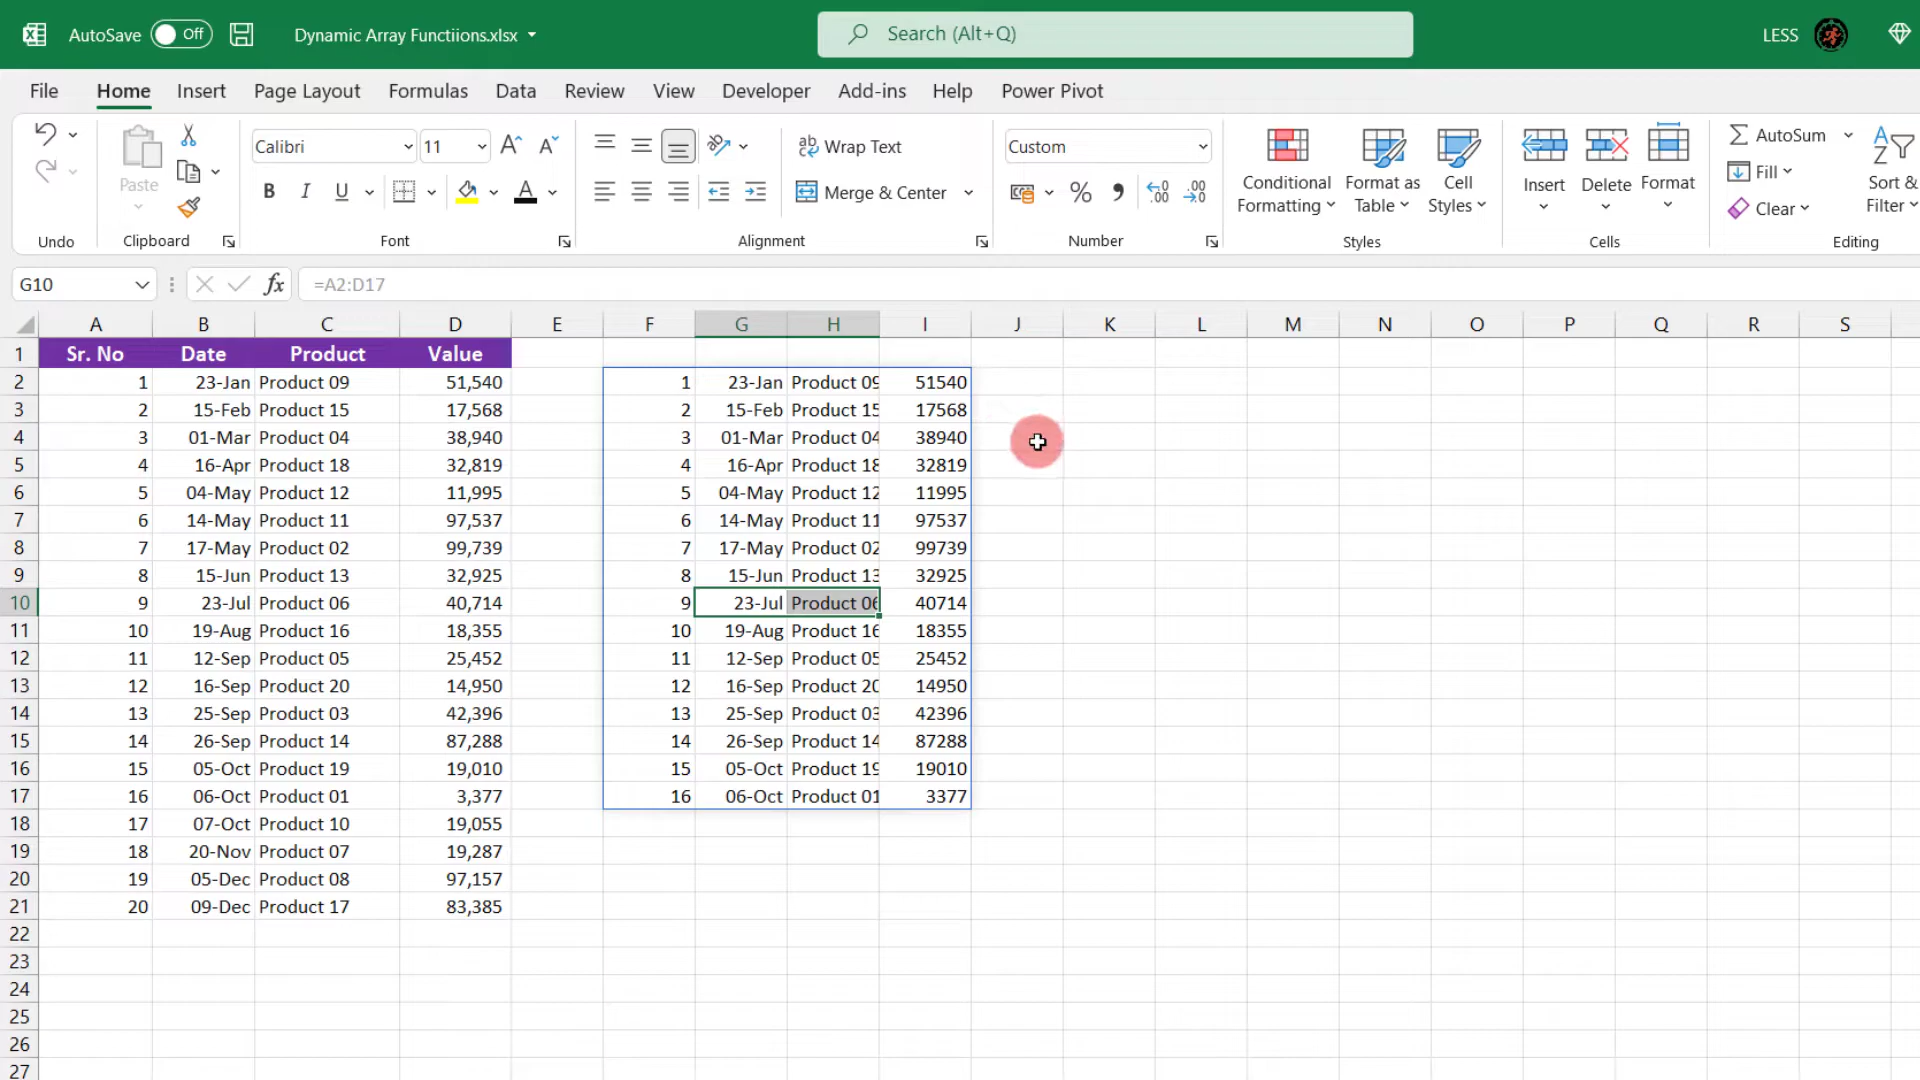 AutoSave Off Dynamic Array Functiions.xlsx Search (Alt+Q) LESS
File Home Insert Page Layout Formulas Data Review View Developer Add-ins Help Power Pivot
Calibri 11 ab Wrap Text Custom AutoSum
Paste B I U A Merge & Center % Conditional Formatting Format as Table Cell Styles Insert Delete Format Fill Clear Sort & Filter
Undo Clipboard Font Alignment Number Styles Cells Editing
G10 fx =A2:D17
A B C D E F G H I J K L M N O P Q R S
1 Sr. No Date Product Value
2 1 23-Jan Product 09 51,540 1 23-Jan Product 09 51540
3 2 15-Feb Product 15 17,568 2 15-Feb Product 15 17568
4 3 01-Mar Product 04 38,940 3 01-Mar Product 04 38940
5 4 16-Apr Product 18 32,819 4 16-Apr Product 18 32819
6 5 04-May Product 12 11,995 5 04-May Product 12 11995
7 6 14-May Product 11 97,537 6 14-May Product 11 97537
8 7 17-May Product 02 99,739 7 17-May Product 02 99739
9 8 15-Jun Product 13 32,925 8 15-Jun Product 13 32925
10 9 23-Jul Product 06 40,714 9 23-Jul Product 06 40714
11 10 19-Aug Product 16 18,355 10 19-Aug Product 16 18355
12 11 12-Sep Product 05 25,452 11 12-Sep Product 05 25452
13 12 16-Sep Product 20 14,950 12 16-Sep Product 20 14950
14 13 25-Sep Product 03 42,396 13 25-Sep Product 03 42396
15 14 26-Sep Product 14 87,288 14 26-Sep Product 14 87288
16 15 05-Oct Product 19 19,010 15 05-Oct Product 19 19010
17 16 06-Oct Product 01 3,377 16 06-Oct Product 01 3377
18 17 07-Oct Product 10 19,055
19 18 20-Nov Product 07 19,287
20 19 05-Dec Product 08 97,157
21 20 09-Dec Product 17 83,385
22
23
24
25
26
27